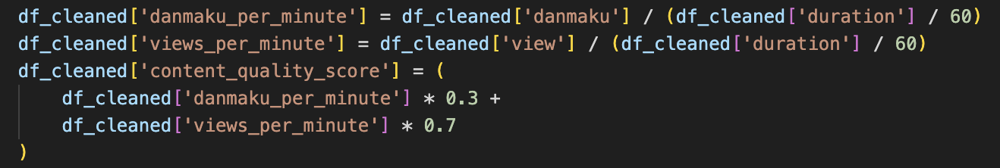 df_cleaned['danmaku_per_minute'] = df_cleaned['danmaku'] / (df_cleaned['duration'] / 60)
df_cleaned['views_per_minute'] = df_cleaned['view'] / (df_cleaned['duration'] / 60)
df_cleaned['content_quality_score'] = (
    df_cleaned['danmaku_per_minute'] * 0.3 +
    df_cleaned['views_per_minute'] * 0.7
)